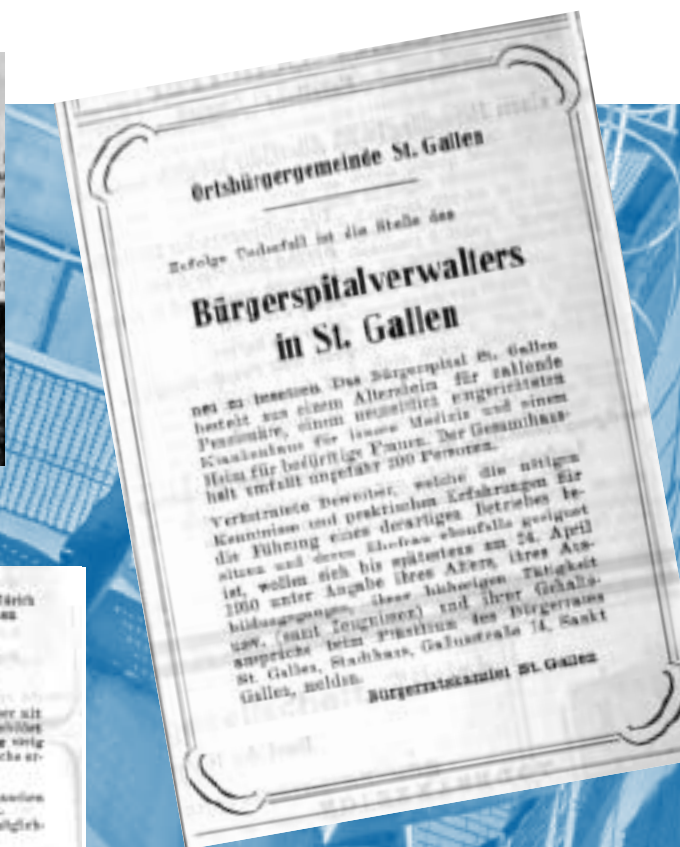 Ortsbürgergemeinde St. Gallen
Zufolge Todesfall ist die Stelle des
Bürgerspitalverwalters
in St. Gallen
neu zu besetzen. Das Bürgerspital St. Gallen
besteht aus einem Altersheim für zahlende
Pensionäre, einem neuzeitlich eingerichteten
Krankenhaus für innere Medizin und einem
Heim für bedürftige Frauen. Der Gesamthaus-
halt umfaßt ungefähr 200 Personen.
Verheiratete Bewerber, welche die nötigen
Kenntnisse und praktischen Erfahrungen für
die Führung eines derartigen Betriebes be-
sitzen und deren Ehefrau ebenfalls geeignet
ist, wollen sich bis spätestens am 24. April
1950 unter Angabe ihres Alters, ihres Aus-
bildungsganges, ihrer bisherigen Tätigkeit
usw. (samt Zeugnissen) und ihrer Gehalts-
ansprüche beim Präsidium des Bürgerrates
St. Gallen, Stadthaus, Gallusstraße 14, Sankt
Gallen, melden.
Bürgerratskanzlei St. Gallen